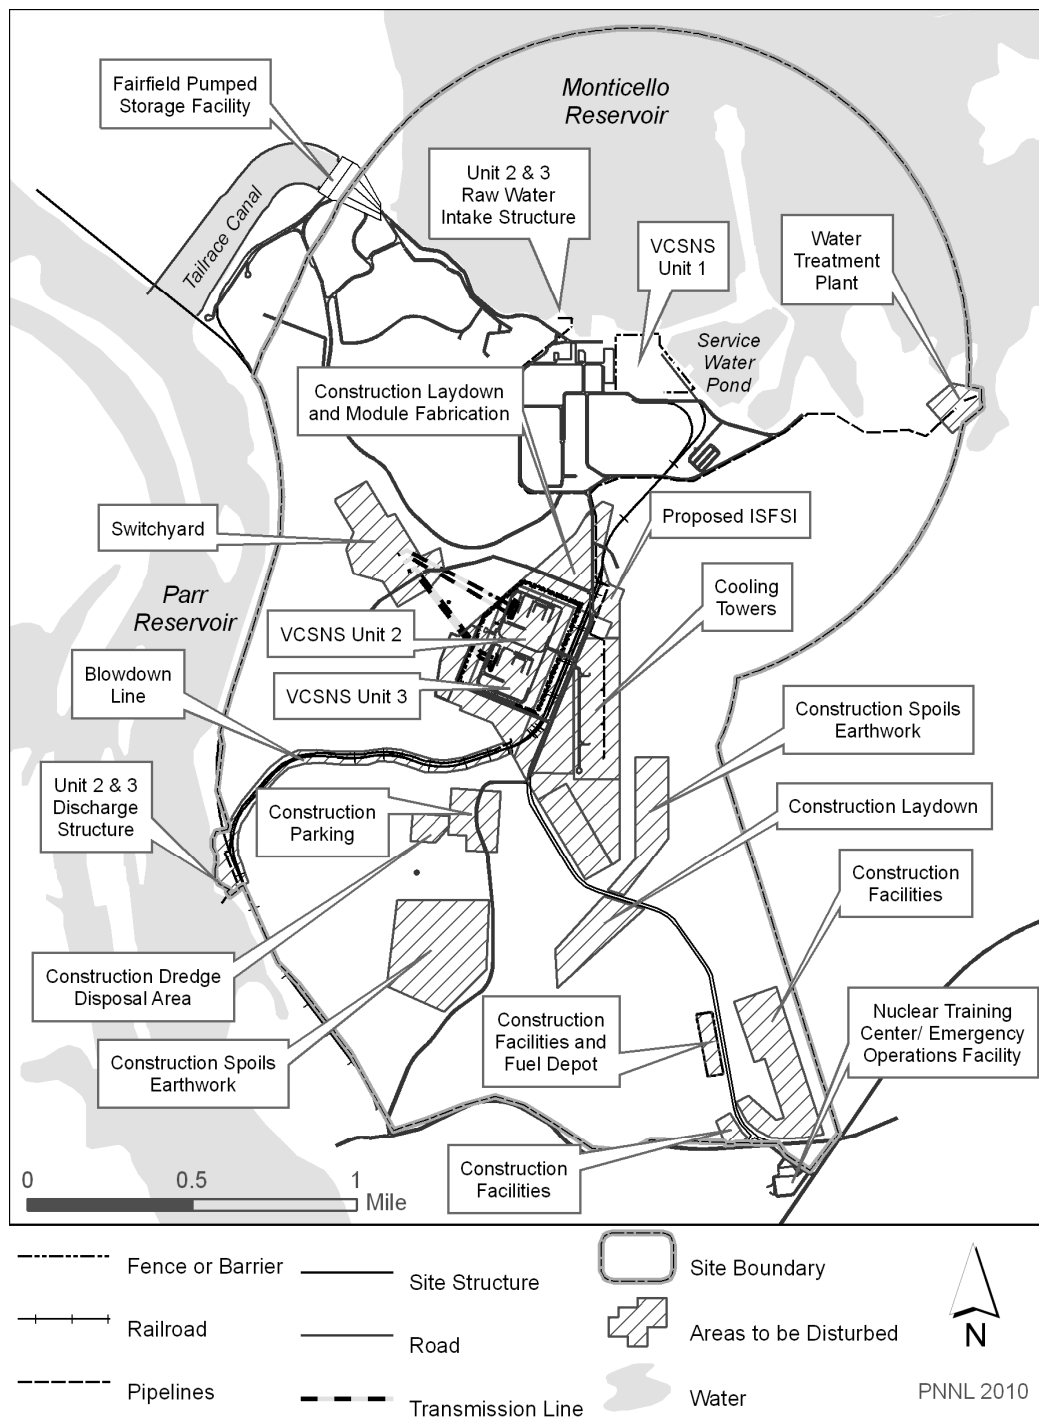 Fairfield Pumped
Storage Facility
Monticello
Reservoir
Unit 2 & 3
Raw Water
Intake Structure
VCSNS
Unit 1
Water
Treatment
Plant
Tailrace Canal
Service
Water
Pond
Construction Laydown
and Module Fabrication
Switchyard
Proposed ISFSI
Parr
Reservoir
Cooling
Towers
VCSNS Unit 2
Blowdown
Line
VCSNS Unit 3
Construction Spoils
Earthwork
Unit 2 & 3
Discharge
Structure
Construction
Parking
Construction Laydown
Construction
Facilities
Construction Dredge
Disposal Area
Construction
Facilities and
Fuel Depot
Nuclear Training
Center/ Emergency
Operations Facility
Construction Spoils
Earthwork
Construction
Facilities
0 0.5 1
Mile
Fence or Barrier
Site Structure
Site Boundary
Railroad
Road
Areas to be Disturbed
N
Pipelines
Transmission Line
Water
PNNL 2010